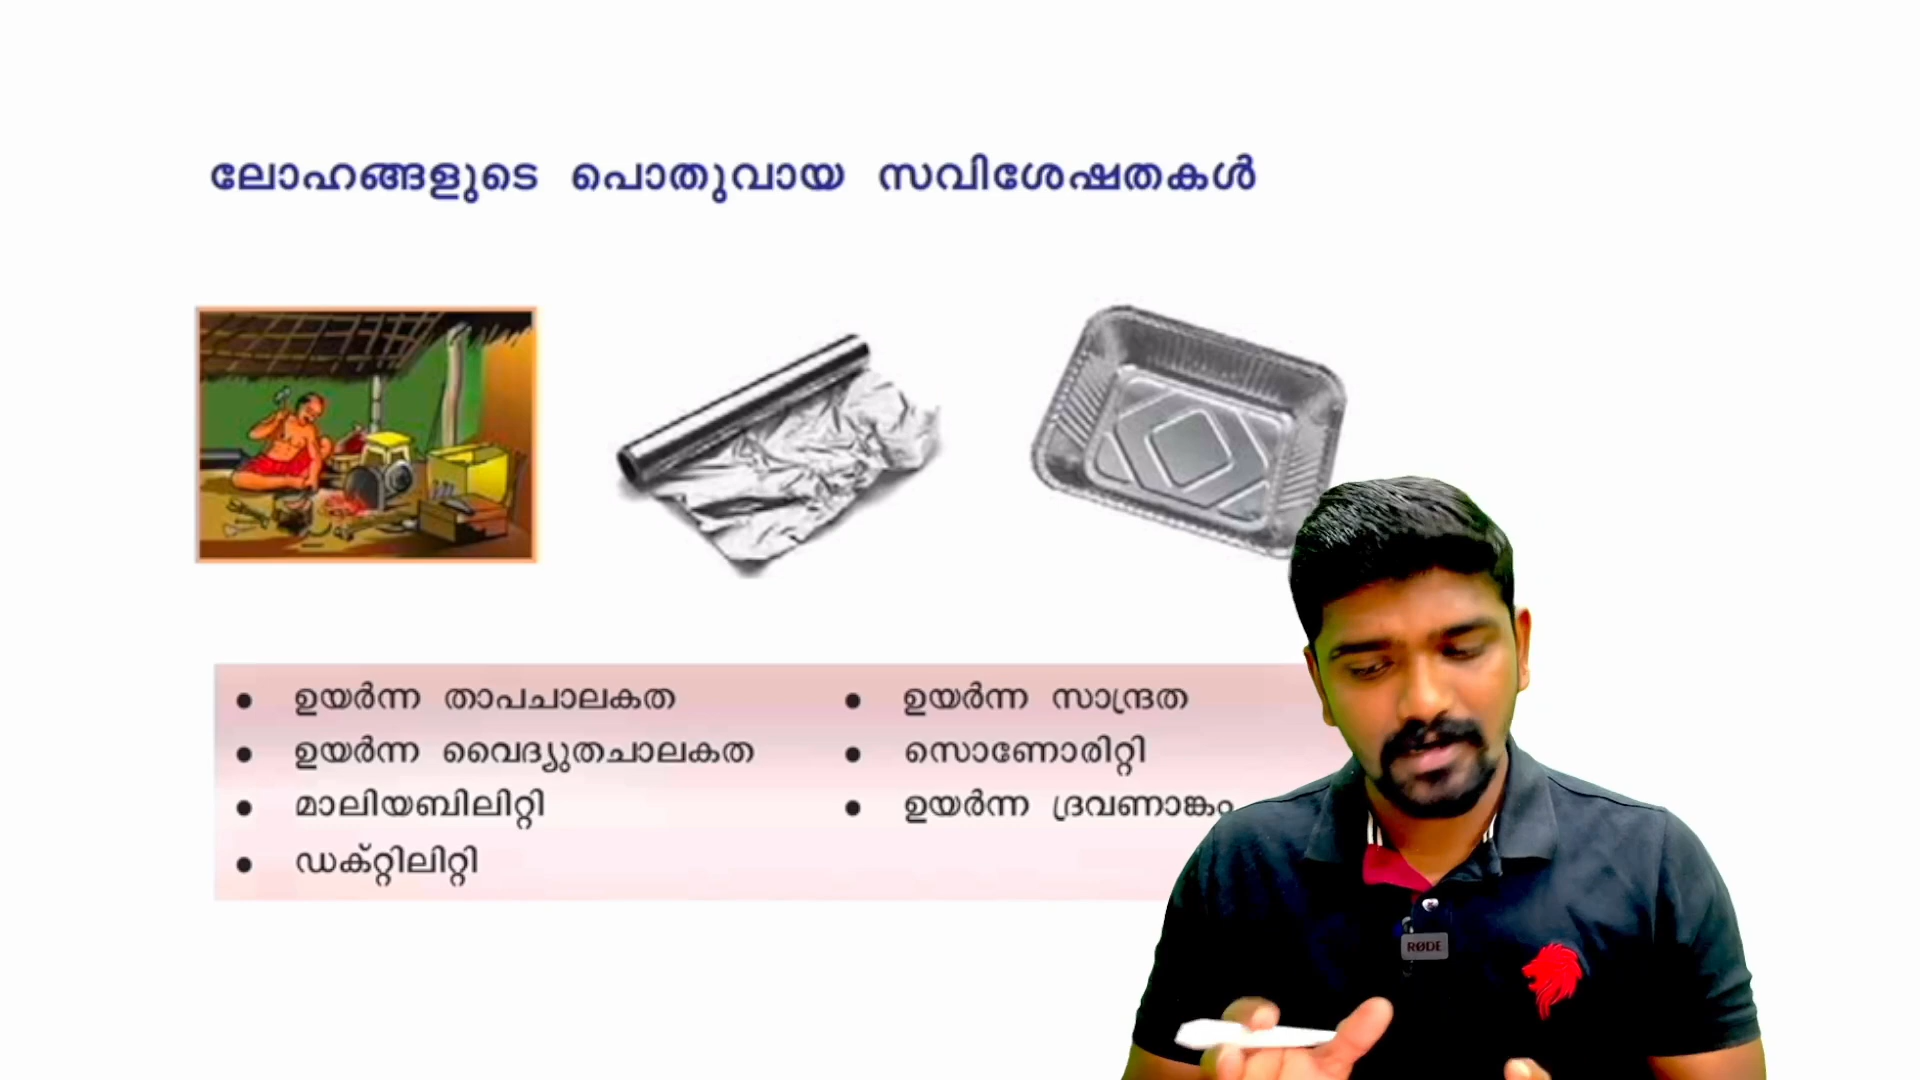 ലോഹങ്ങളുടെ പൊതുവായ സവിശേഷതകൾ
ഉയർന്ന താപചാലകത
ഉയർന്ന വൈദ്യുതചാലകത
മാലിയബിലിറ്റി
ഡക്റ്റിലിറ്റി
ഉയർന്ന സാന്ദ്രത
സൊണോരിറ്റി
ഉയർന്ന ദ്രവണാങ്കം
RØDE